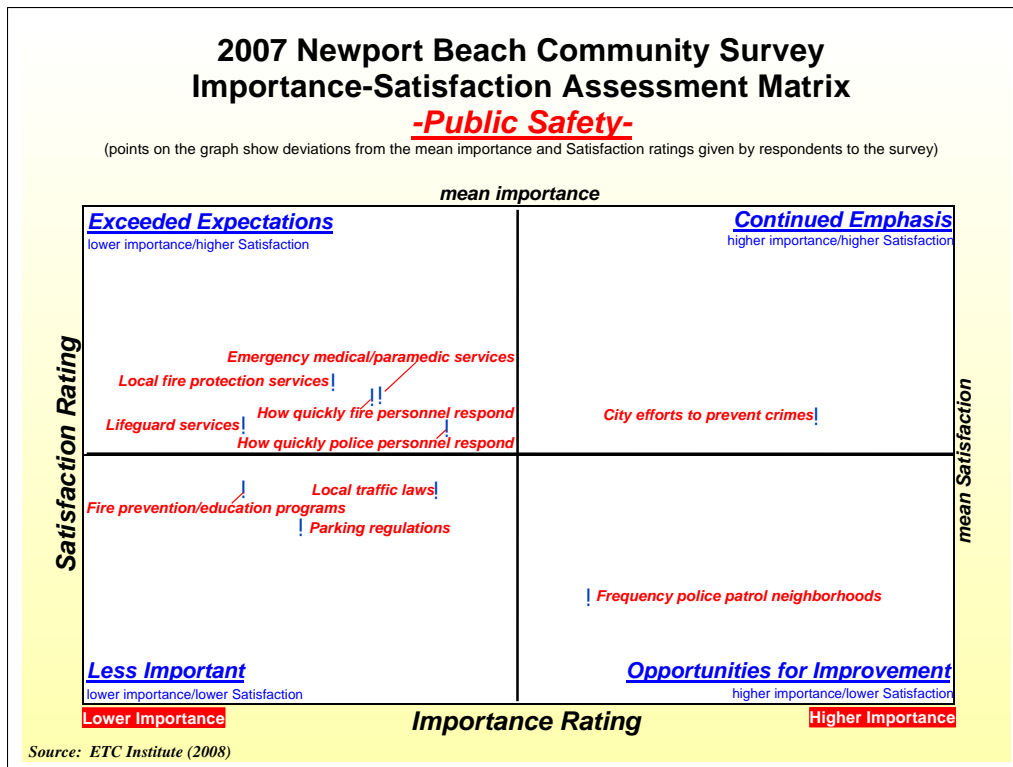 2007 Newport Beach Community Survey
Importance-Satisfaction Assessment Matrix
-Public Safety-
(points on the graph show deviations from the mean importance and Satisfaction ratings given by respondents to the survey)
mean importance
Exceeded Expectations
lower importance/higher Satisfaction
Continued Emphasis
higher importance/higher Satisfaction
Satisfaction Rating
mean Satisfaction
Emergency medical/paramedic services
Local fire protection services
How quickly fire personnel respond
Lifeguard services
How quickly police personnel respond
City efforts to prevent crimes
Local traffic laws
Fire prevention/education programs
Parking regulations
Frequency police patrol neighborhoods
Less Important
lower importance/lower Satisfaction
Opportunities for Improvement
higher importance/lower Satisfaction
Lower Importance
Importance Rating
Higher Importance
Source: ETC Institute (2008)